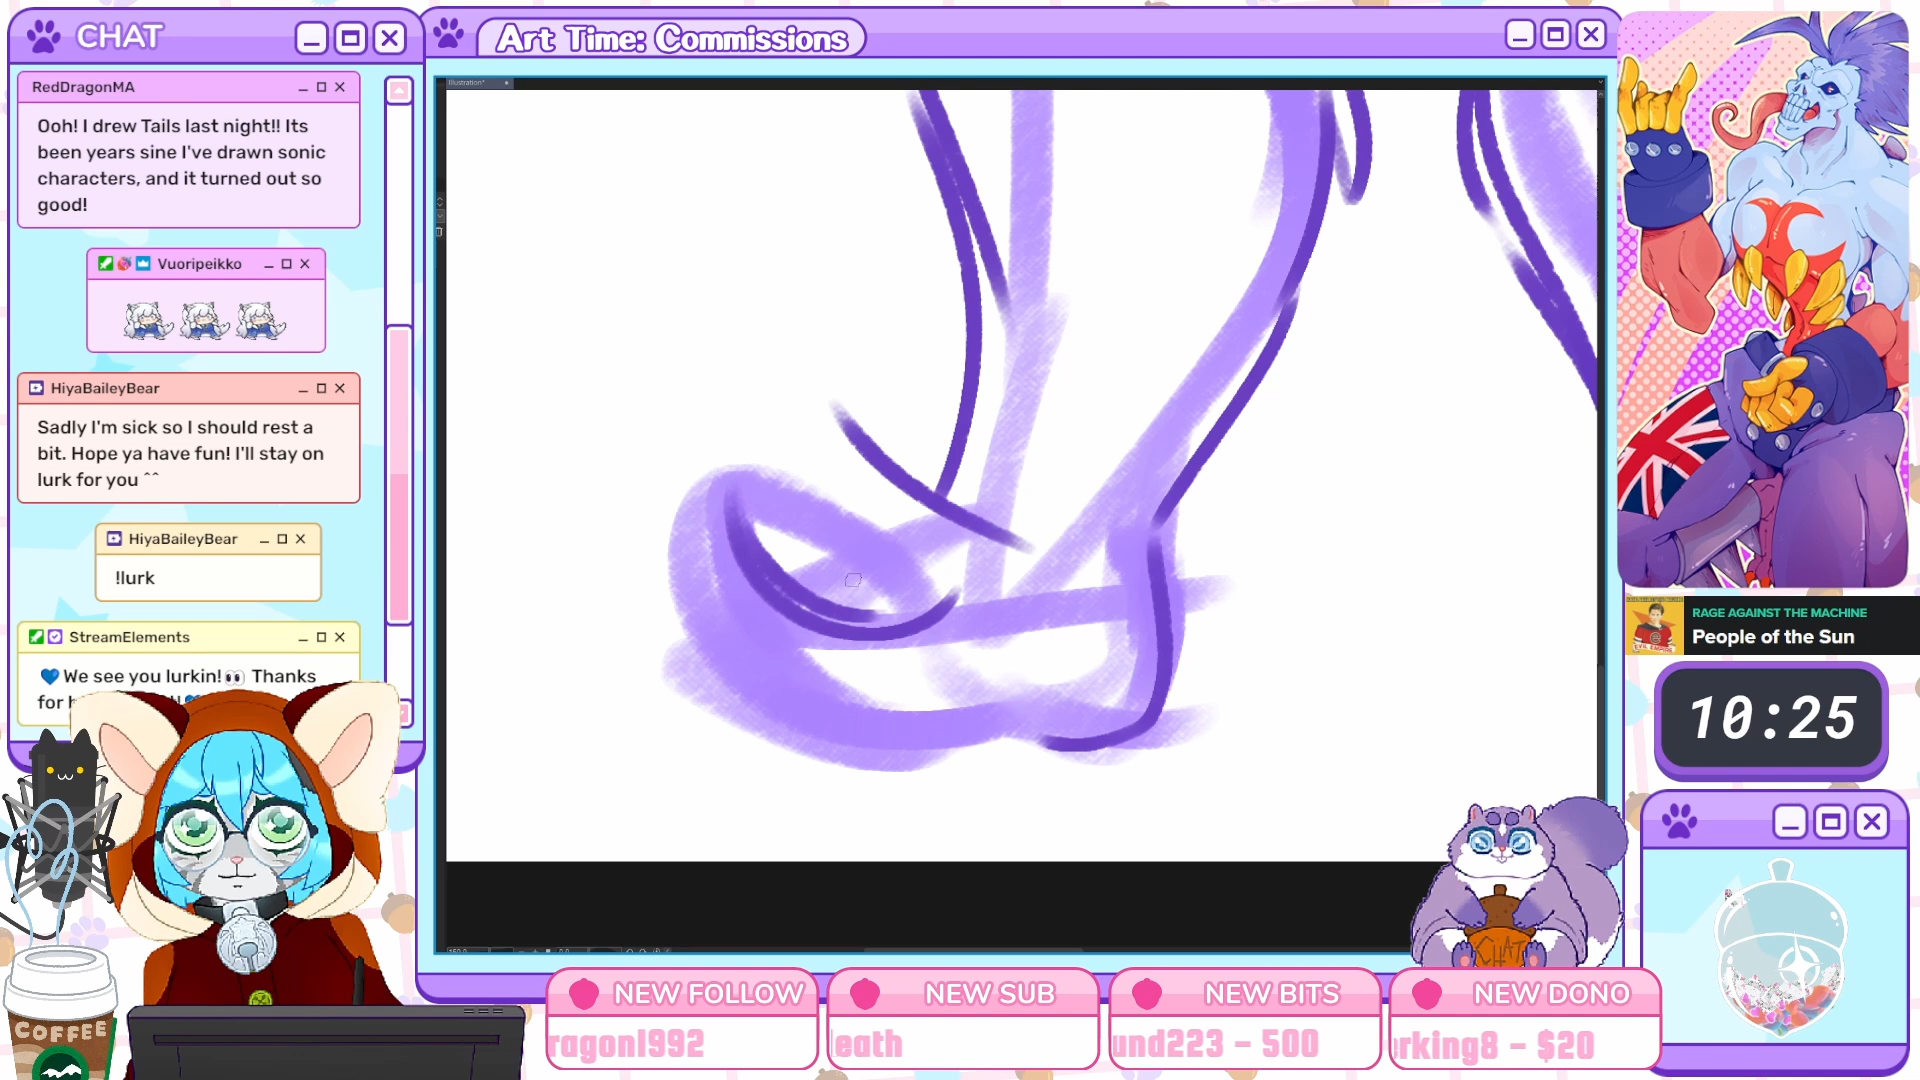 CHAT
RedDragonMA
Ooh! I drew Tails last night!! Its
been years sine I've drawn sonic
characters, and it turned out so
good!
Vuoripeikko
HiyaBaileyBear
Sadly I'm sick so I should rest a
bit. Hope ya have fun! I'll stay on
lurk for you ^^
HiyaBaileyBear
!lurk
StreamElements
💙We see you lurkin!👀 Thanks
for
COFFEE
Art Time: Commissions
Illustration*
CHAT
RAGE AGAINST THE MACHINE
People of the Sun
10:25
NEW FOLLOW
ragon1992
NEW SUB
leath
NEW BITS
und223 - 500
NEW DONO
rking8 - $20